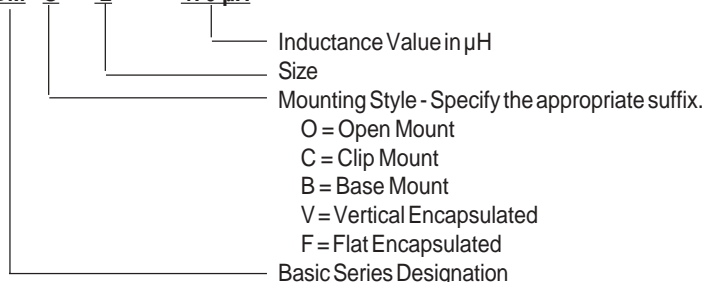 Inductance Value in µH
Size
Mounting Style - Specify the appropriate suffix.
O = Open Mount
C = Clip Mount
B = Base Mount
V = Vertical Encapsulated
F = Flat Encapsulated
Basic Series Designation